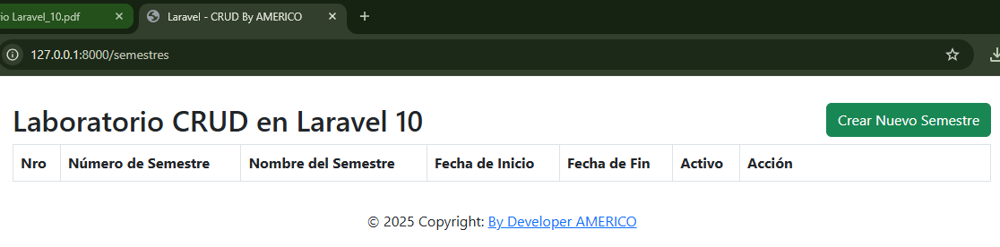 io Laravel_10.pdf
Laravel - CRUD By AMERICO
127.0.0.1:8000/semestres
Laboratorio CRUD en Laravel 10
Crear Nuevo Semestre
Nro Número de Semestre Nombre del Semestre Fecha de Inicio Fecha de Fin Activo Acción
© 2025 Copyright: By Developer AMERICO